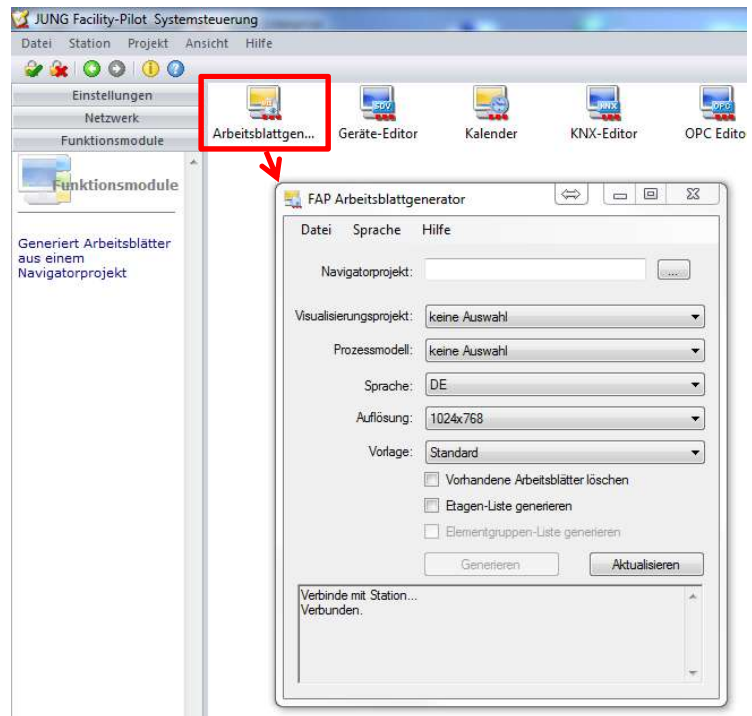 JUNG Facility-Pilot Systemsteuerung
Datei Station Projekt Ansicht Hilfe
Einstellungen
Netzwerk
Funktionsmodule
Arbeitsblattgen...
Geräte-Editor
Kalender
KNX-Editor
OPC Edito
Funktionsmodule
Generiert Arbeitsblätter
aus einem
Navigatorprojekt
FAP Arbeitsblattgenerator
Datei Sprache Hilfe
Navigatorprojekt: ...
Visualisierungsprojekt: keine Auswahl
Prozessmodell: keine Auswahl
Sprache: DE
Auflösung: 1024x768
Vorlage: Standard
Vorhandene Arbeitsblätter löschen
Etagen-Liste generieren
Elementgruppen-Liste generieren
Generieren Aktualisieren
Verbinde mit Station...
Verbunden.